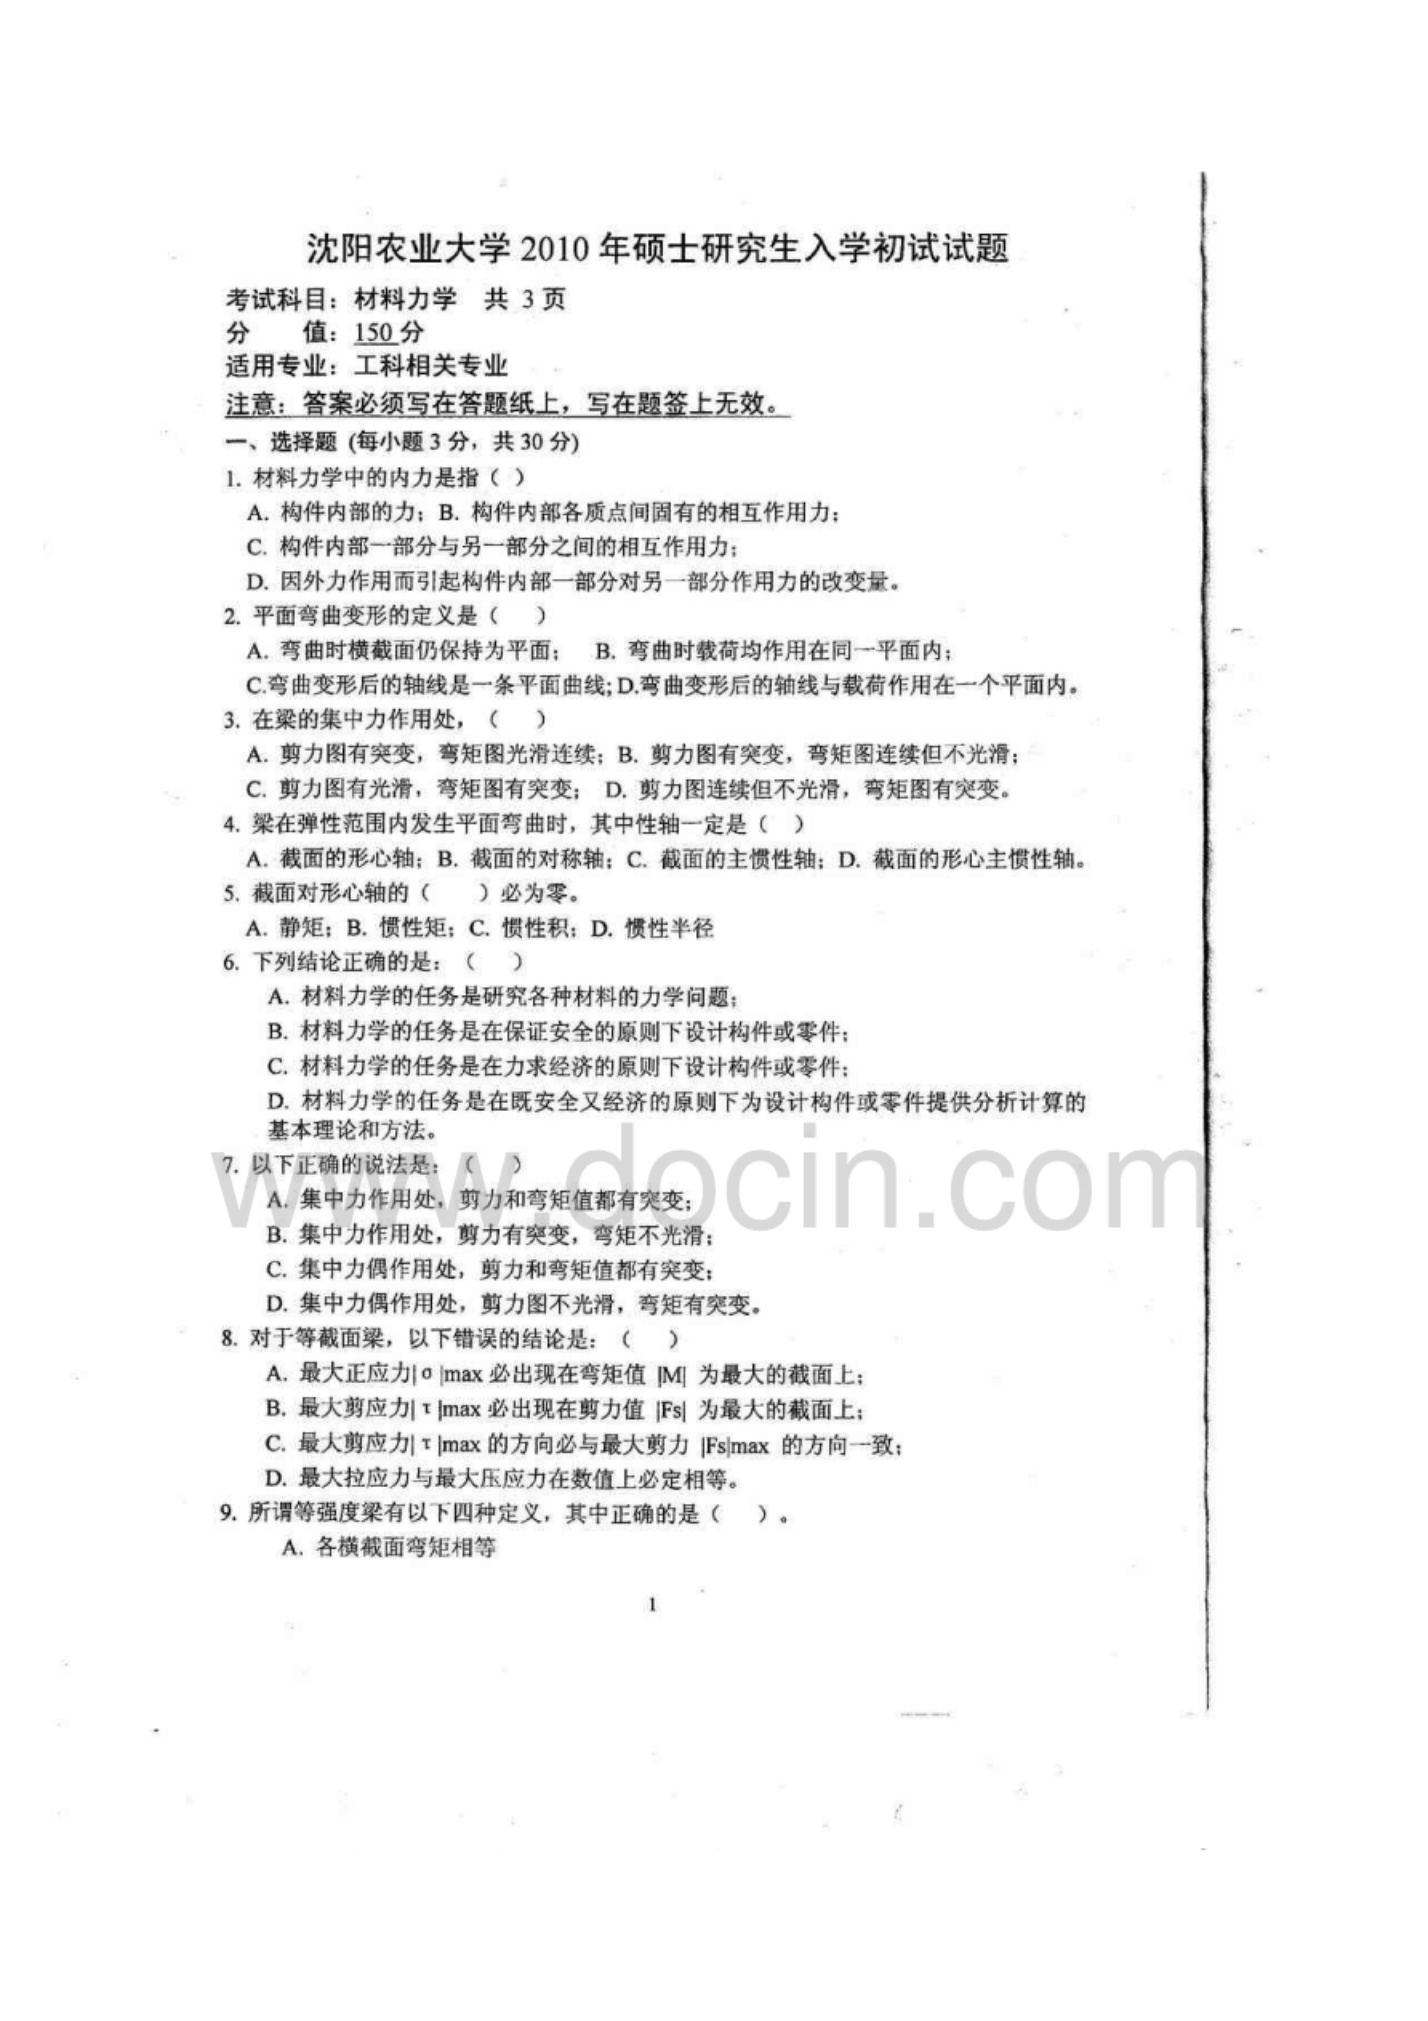 沈阳农业大学 2010 年硕士研究生入学初试试题
考试科目：材料力学 共 3 页
分 值：150 分
适用专业：工科相关专业
注意：答案必须写在答题纸上，写在题签上无效。
一、选择题 (每小题 3 分，共 30 分)
1. 材料力学中的内力是指（ ）
A. 构件内部的力；B. 构件内部各质点间固有的相互作用力；
C. 构件内部一部分与另一部分之间的相互作用力；
D. 因外力作用而引起构件内部一部分对另一部分作用力的改变量。
2. 平面弯曲变形的定义是（ ）
A. 弯曲时横截面仍保持为平面； B. 弯曲时载荷均作用在同一平面内；
C.弯曲变形后的轴线是一条平面曲线; D.弯曲变形后的轴线与载荷作用在一个平面内。
3. 在梁的集中力作用处，（ ）
A. 剪力图有突变，弯矩图光滑连续；B. 剪力图有突变，弯矩图连续但不光滑；
C. 剪力图有光滑，弯矩图有突变； D. 剪力图连续但不光滑，弯矩图有突变。
4. 梁在弹性范围内发生平面弯曲时，其中性轴一定是（ ）
A. 截面的形心轴；B. 截面的对称轴；C. 截面的主惯性轴；D. 截面的形心主惯性轴。
5. 截面对形心轴的（ ）必为零。
A. 静矩；B. 惯性矩；C. 惯性积；D. 惯性半径
6. 下列结论正确的是：（ ）
A. 材料力学的任务是研究各种材料的力学问题；
B. 材料力学的任务是在保证安全的原则下设计构件或零件；
C. 材料力学的任务是在力求经济的原则下设计构件或零件；
D. 材料力学的任务是在既安全又经济的原则下为设计构件或零件提供分析计算的
基本理论和方法。
www.docin.com
7. 以下正确的说法是：（ ）
A. 集中力作用处，剪力和弯矩值都有突变；
B. 集中力作用处，剪力有突变，弯矩不光滑；
C. 集中力偶作用处，剪力和弯矩值都有突变；
D. 集中力偶作用处，剪力图不光滑，弯矩有突变。
8. 对于等截面梁，以下错误的结论是：（ ）
A. 最大正应力|σ|max 必出现在弯矩值 |M| 为最大的截面上；
B. 最大剪应力|τ|max 必出现在剪力值 |Fs| 为最大的截面上；
C. 最大剪应力|τ|max 的方向必与最大剪力 |Fs|max 的方向一致；
D. 最大拉应力与最大压应力在数值上必定相等。
9. 所谓等强度梁有以下四种定义，其中正确的是（ ）。
A. 各横截面弯矩相等
1